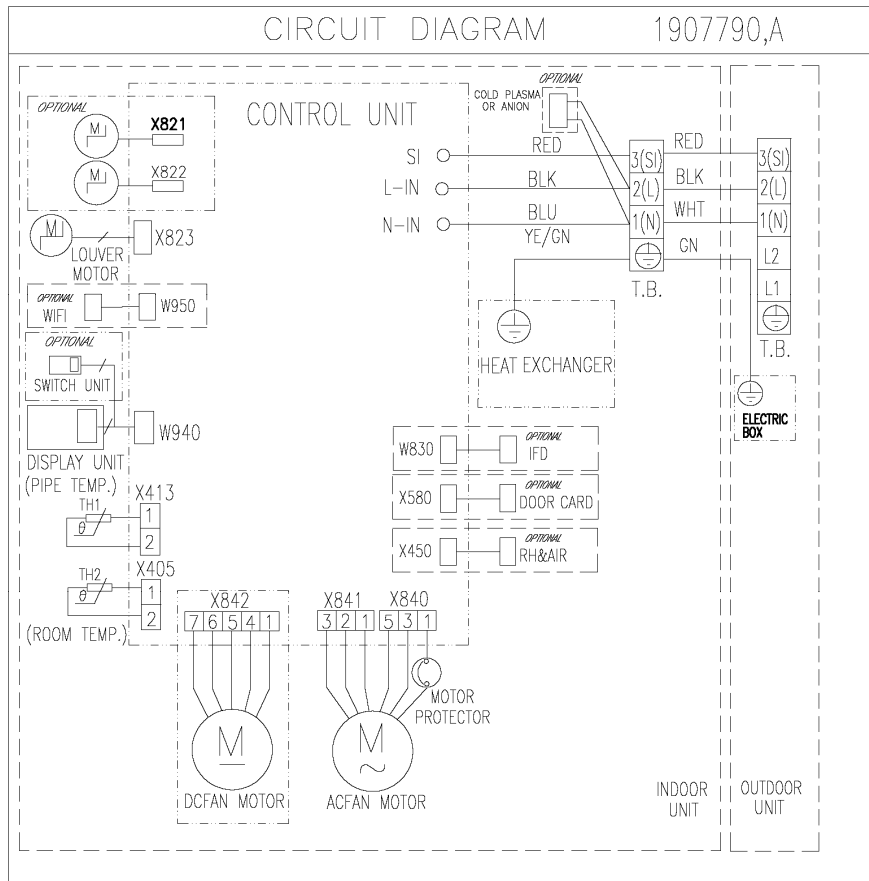 CIRCUIT DIAGRAM 1907790,A
OPTIONAL
M X821
M X822
M X823
LOUVER
MOTOR
OPTIONAL
WIFI
W950
OPTIONAL
SWITCH UNIT
W940
DISPLAY UNIT
(PIPE TEMP.)
X413
TH1
θ
1
2
X405
TH2
θ
1
2
(ROOM TEMP.)
CONTROL UNIT
SI
L-IN
N-IN
OPTIONAL
COLD PLASMA
OR ANION
RED
BLK
BLU
YE/GN
3(SI)
2(L)
1(N)
T.B.
RED
BLK
WHT
GN
3(SI)
2(L)
1(N)
L2
L1
T.B.
HEAT EXCHANGER
ELECTRIC
BOX
W830
OPTIONAL
IFD
X580
OPTIONAL
DOOR CARD
X450
OPTIONAL
RH&AIR
X842
7 6 5 4 1
M
DCFAN MOTOR
X841 X840
3 2 1 5 3 1
MOTOR
PROTECTOR
M
ACFAN MOTOR
INDOOR
UNIT
OUTDOOR
UNIT